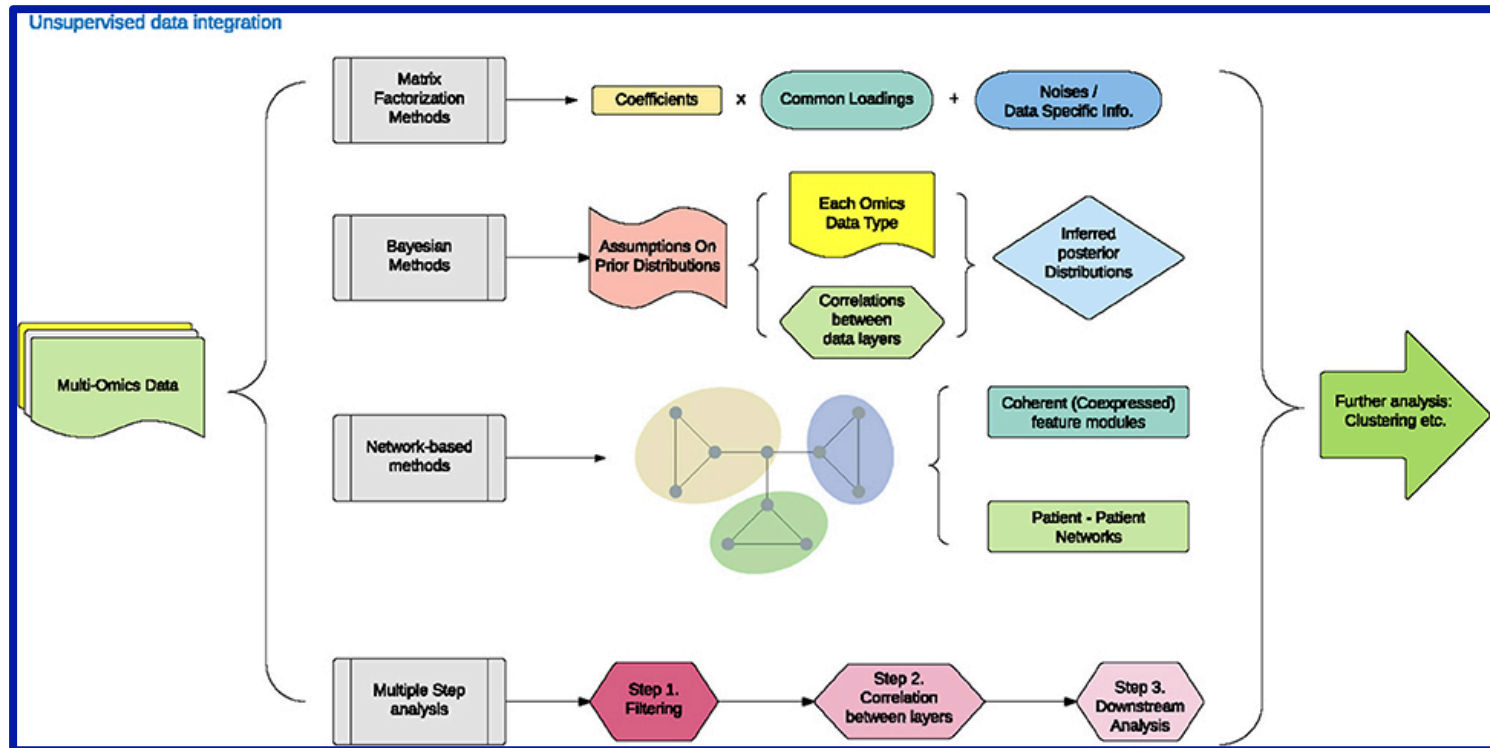 Unsupervised data integration
Matrix
Factorization
Methods
Coefficients
x
Common Loadings
+
Noises /
Data Specific Info.
Bayesian
Methods
Assumptions On
Prior Distributions
Each Omics
Data Type
Correlations
between
data layers
Inferred
posterior
Distributions
Multi-Omics Data
Network-based
methods
Coherent (Coexpressed)
feature modules
Patient - Patient
Networks
Further analysis:
Clustering etc.
Multiple Step
analysis
Step 1.
Filtering
Step 2.
Correlation
between layers
Step 3.
Downstream
Analysis